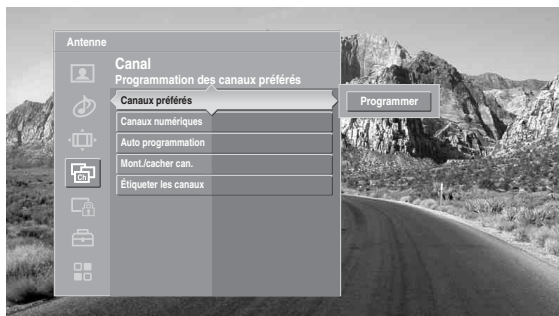 Antenne
Canal
Programmation des canaux préférés
Canaux préférés
Programmer
Canaux numériques
Auto programmation
Mont./cacher can.
Ch
Étiqueter les canaux